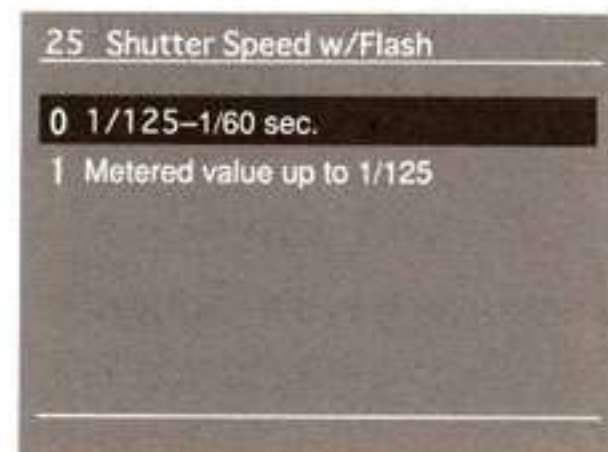 25 Shutter Speed w/Flash
0 1/125–1/60 sec.
1 Metered value up to 1/125